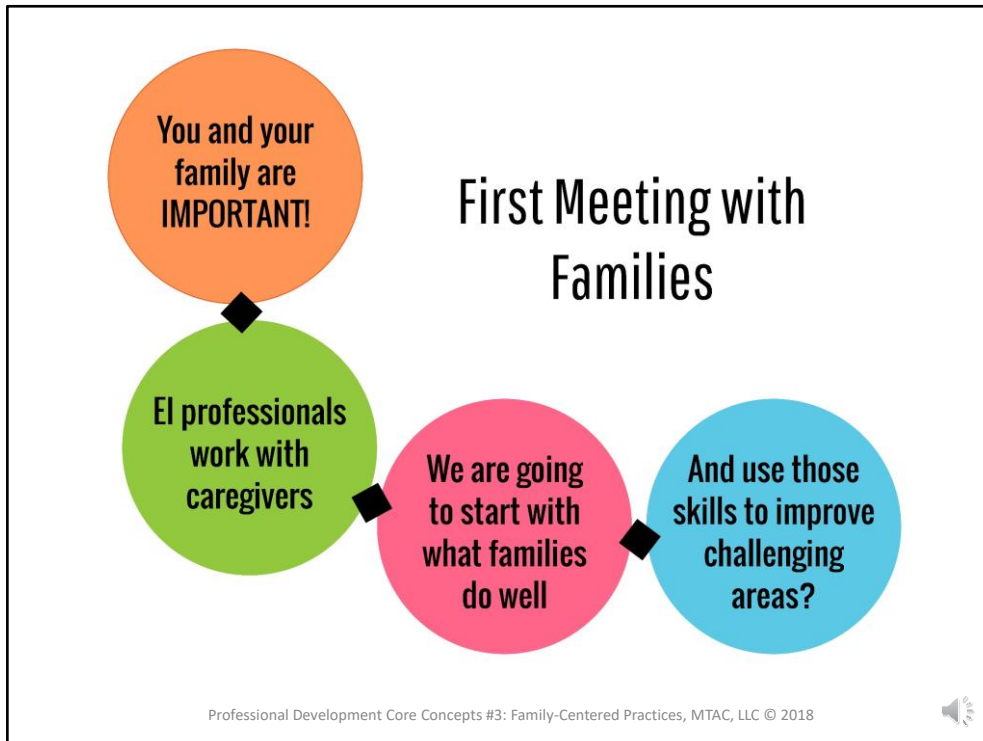 You and your
family are
IMPORTANT!
First Meeting with
Families
EI professionals
work with
caregivers
We are going
to start with
what families
do well
And use those
skills to improve
challenging
areas?
Professional Development Core Concepts #3: Family-Centered Practices, MTAC, LLC © 2018